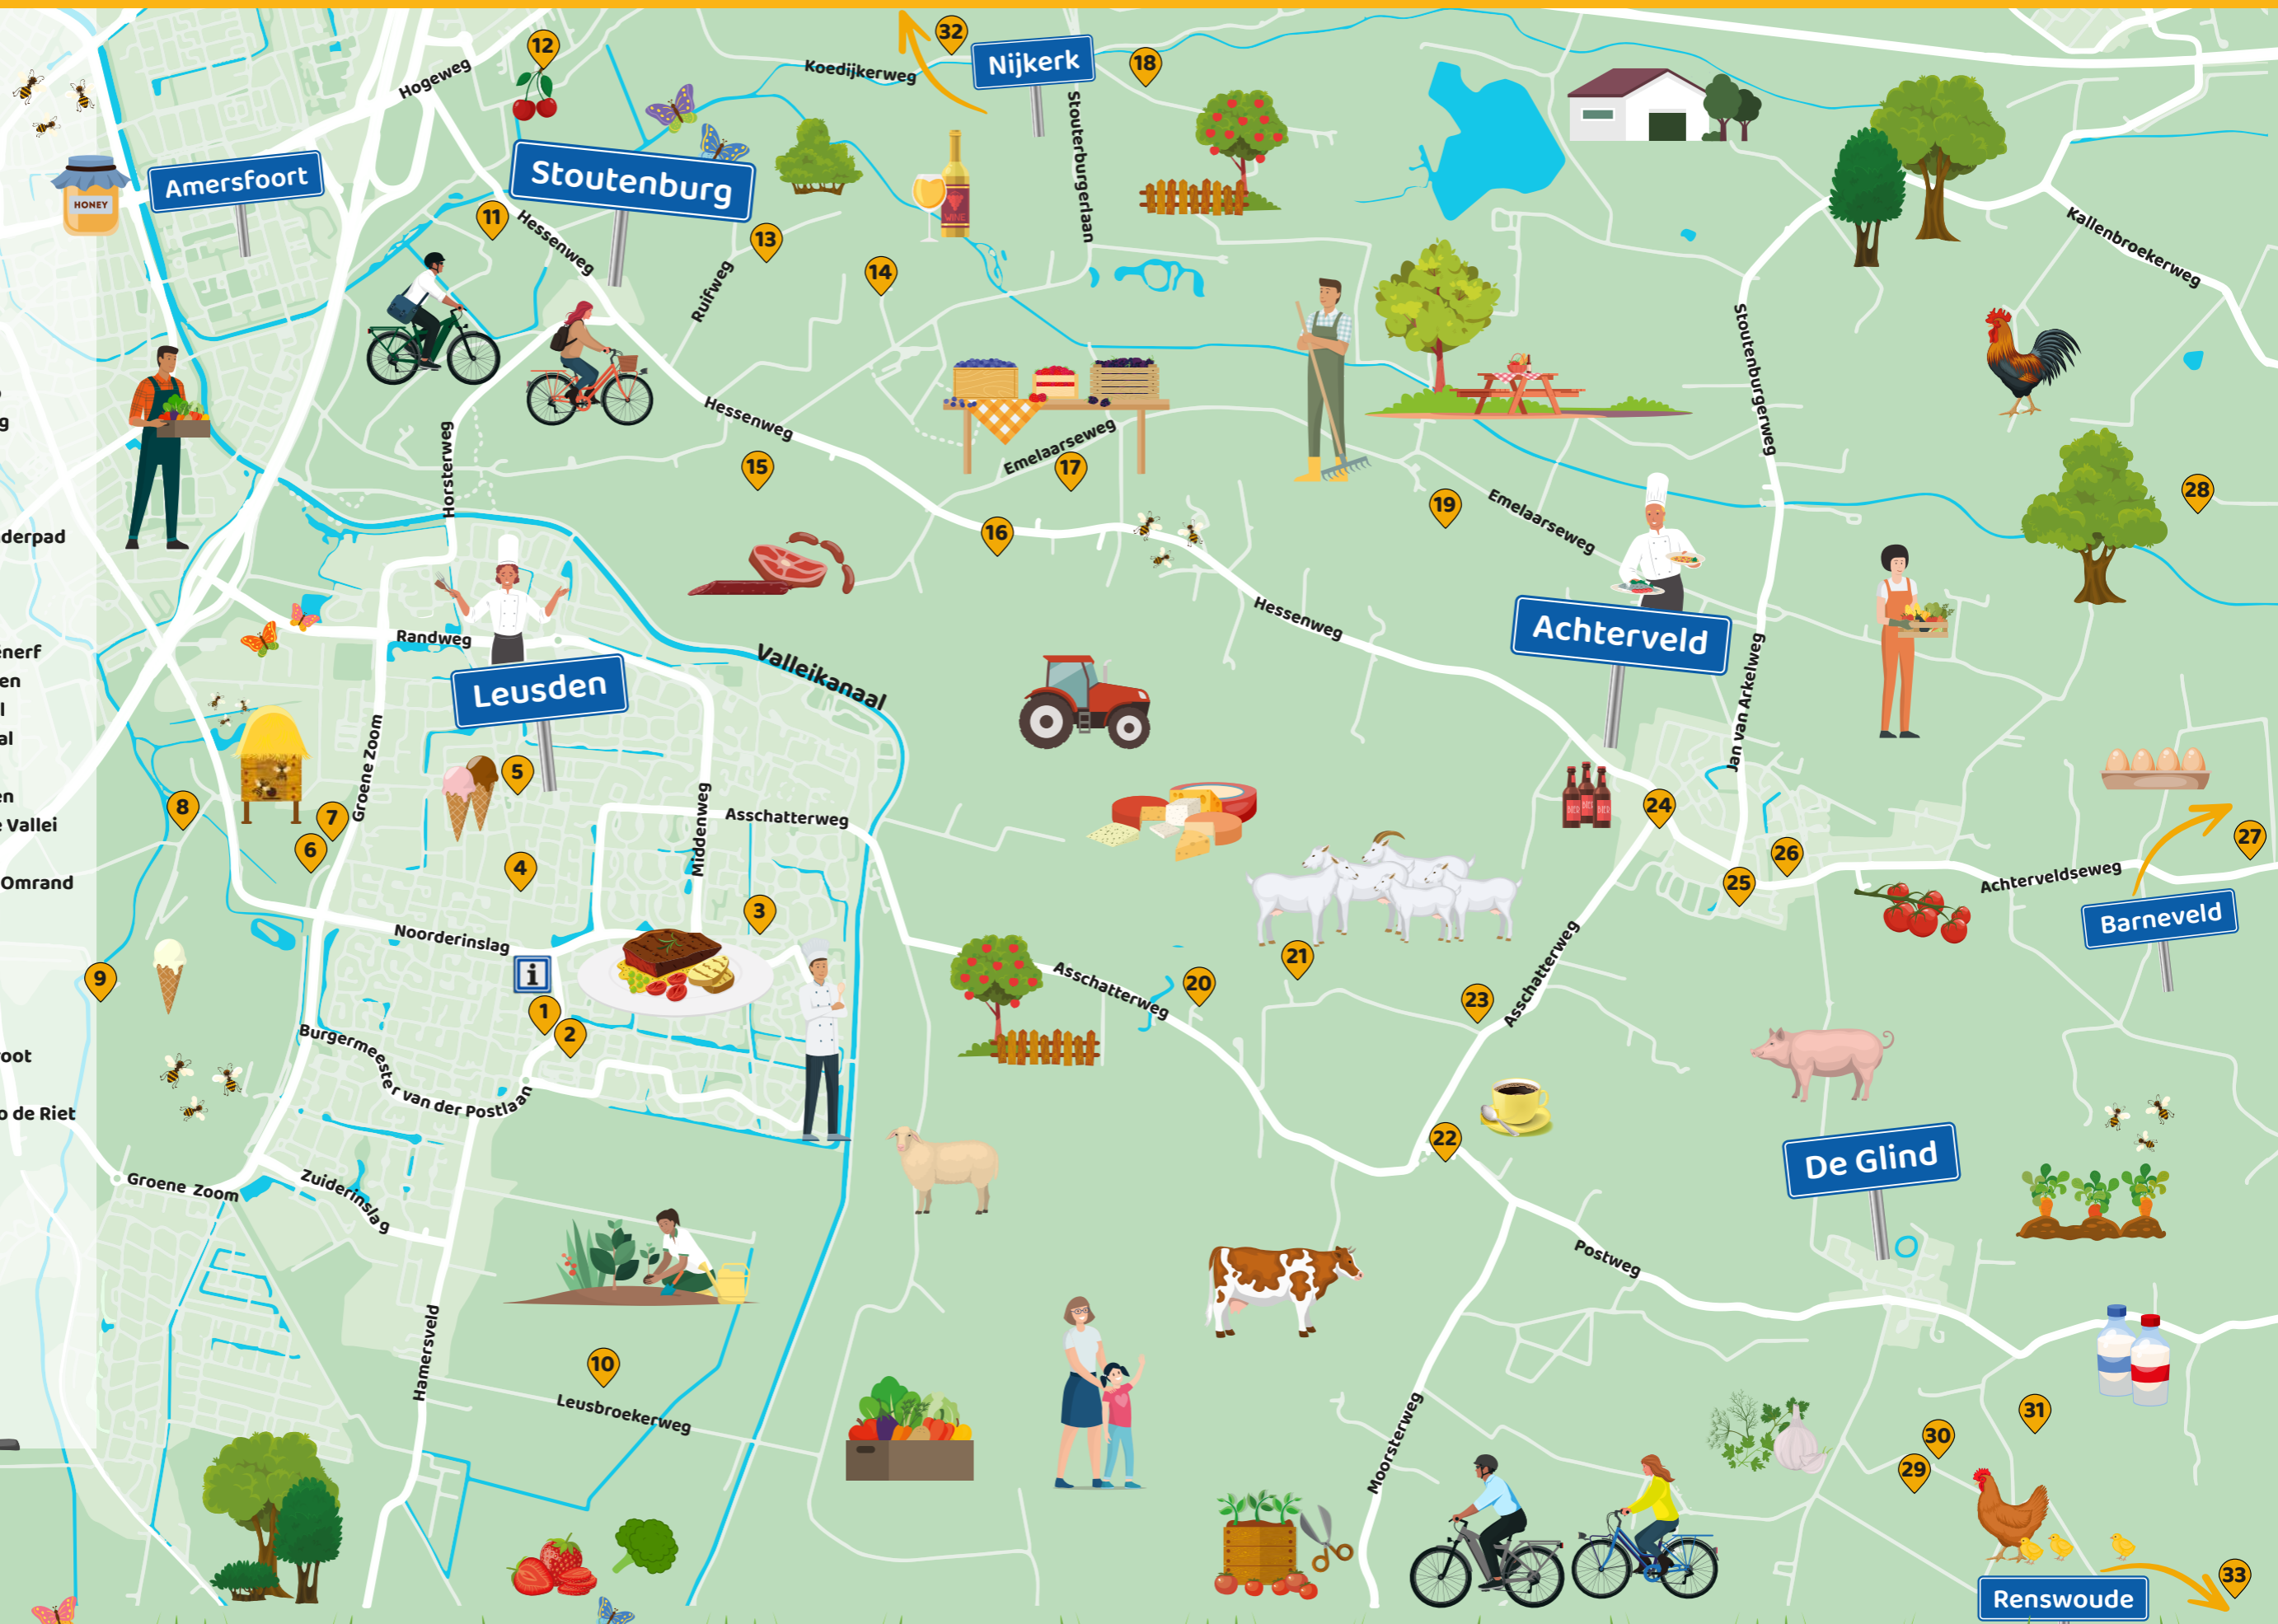 32
12
Nijkerk
18
Koedijkerweg
Hogeweg
Stouterburgerlaan
Amersfoort
Stoutenburg
HONEY
WINE
11
Hessenweg
13
14
Ruifweg
Kallenbroekerweg
Stoutenburgerweg
g
Hessenweg
Horsterweg
Emelaarseweg
15
17
28
19
Emelaarseweg
16
derpad
Hessenweg
Achterveld
Randweg
Valleikanaal
Leusden
enerf
en
l
al
Jan van Arkelweg
Groene Zoom
5
en
8
BIER
BIER
BIER
24
Middenweg
Asschatterweg
7
e Vallei
27
6
26
4
Achterveldseweg
25
Omrand
3
Barneveld
Noorderinslag
i
21
9
20
Asschatterweg
Asschatterweg
23
1
2
Burgermeester van der Postlaan
oot
o de Riet
22
De Glind
Groene Zoom
Zuiderinslag
Postweg
Hamersveld
10
Leusbroekerweg
Moorsterweg
31
30
29
33
Renswoude